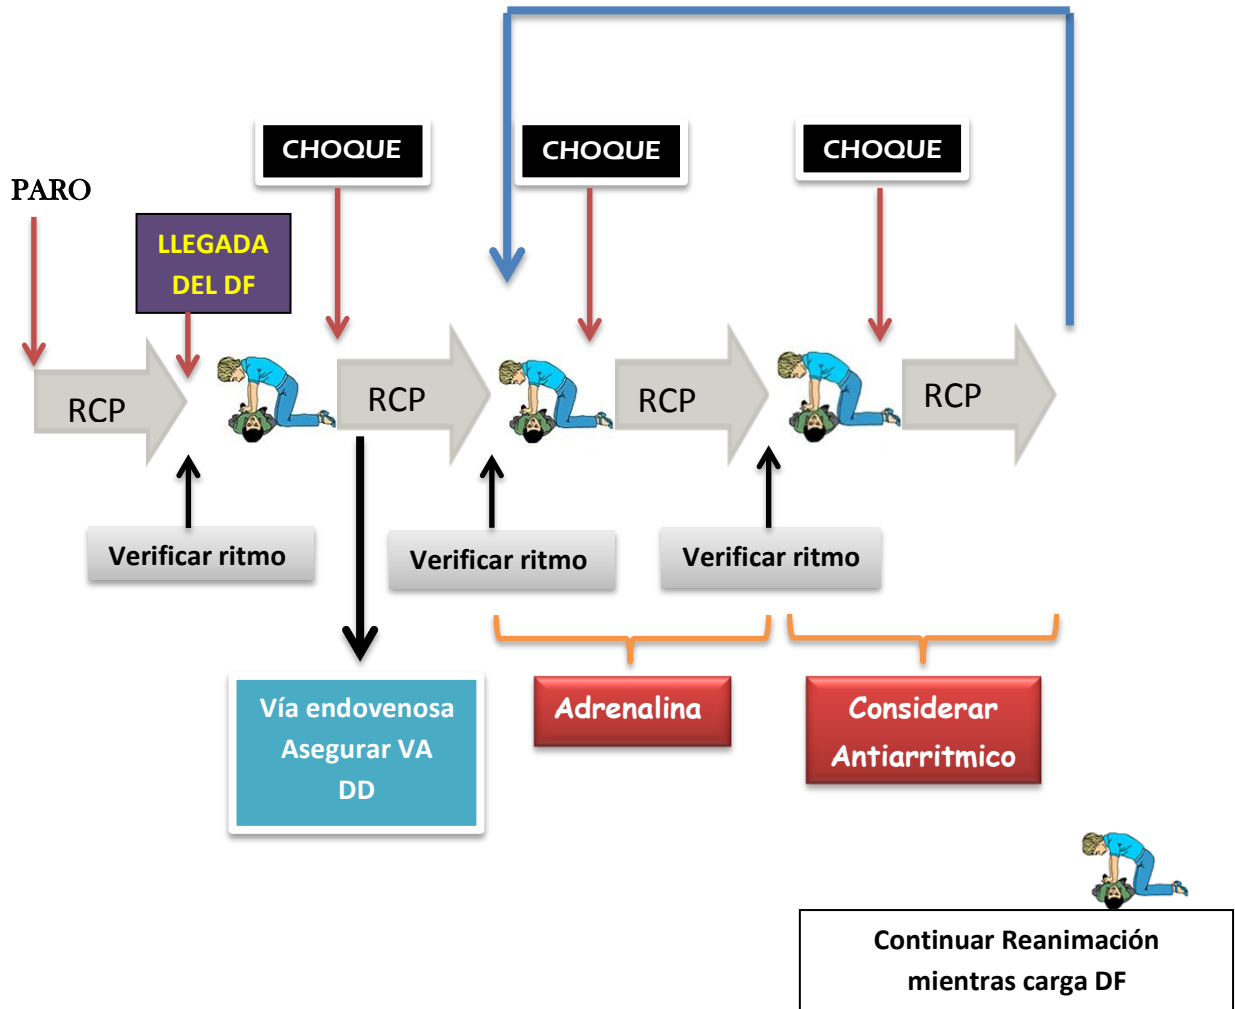 CHOQUE
CHOQUE
CHOQUE
PARO
LLEGADA
DEL DF
RCP
RCP
RCP
RCP
Verificar ritmo
Verificar ritmo
Verificar ritmo
Vía endovenosa
Asegurar VA
DD
Adrenalina
Considerar
Antiarritmico
Continuar Reanimación
mientras carga DF